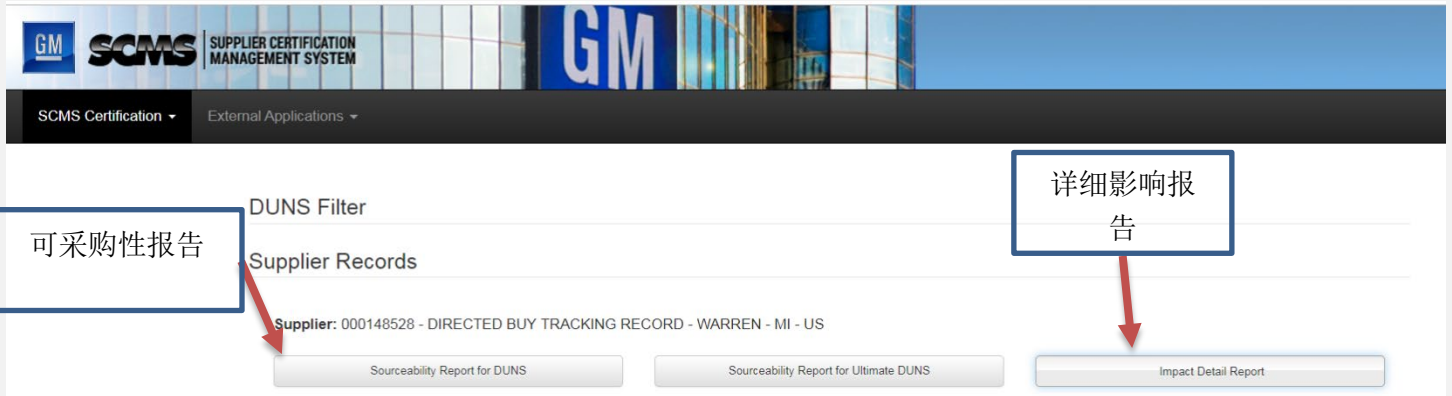 GM
SCMS
SUPPLIER CERTIFICATION
MANAGEMENT SYSTEM
GM
SCMS Certification
External Applications
详细影响报
告
DUNS Filter
可采购性报告
Supplier Records
Supplier: 000148528 - DIRECTED BUY TRACKING RECORD - WARREN - MI - US
Sourceability Report for DUNS
Sourceability Report for Ultimate DUNS
Impact Detail Report